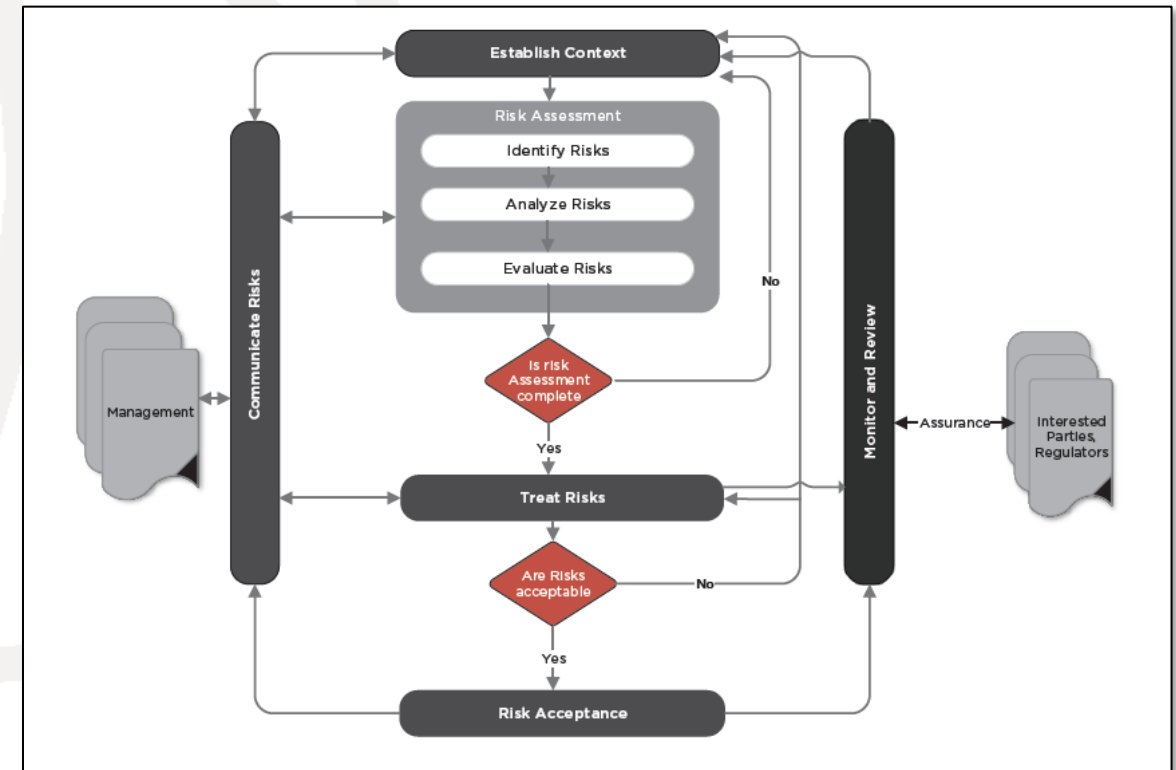 Establish Context
Risk Assessment
Identify Risks
Analyze Risks
Evaluate Risks
No
Is risk
Assessment
complete
Yes
Communicate Risks
Management
Monitor and Review
Assurance
Interested
Parties,
Regulators
Treat Risks
Are Risks
acceptable
No
Yes
Risk Acceptance